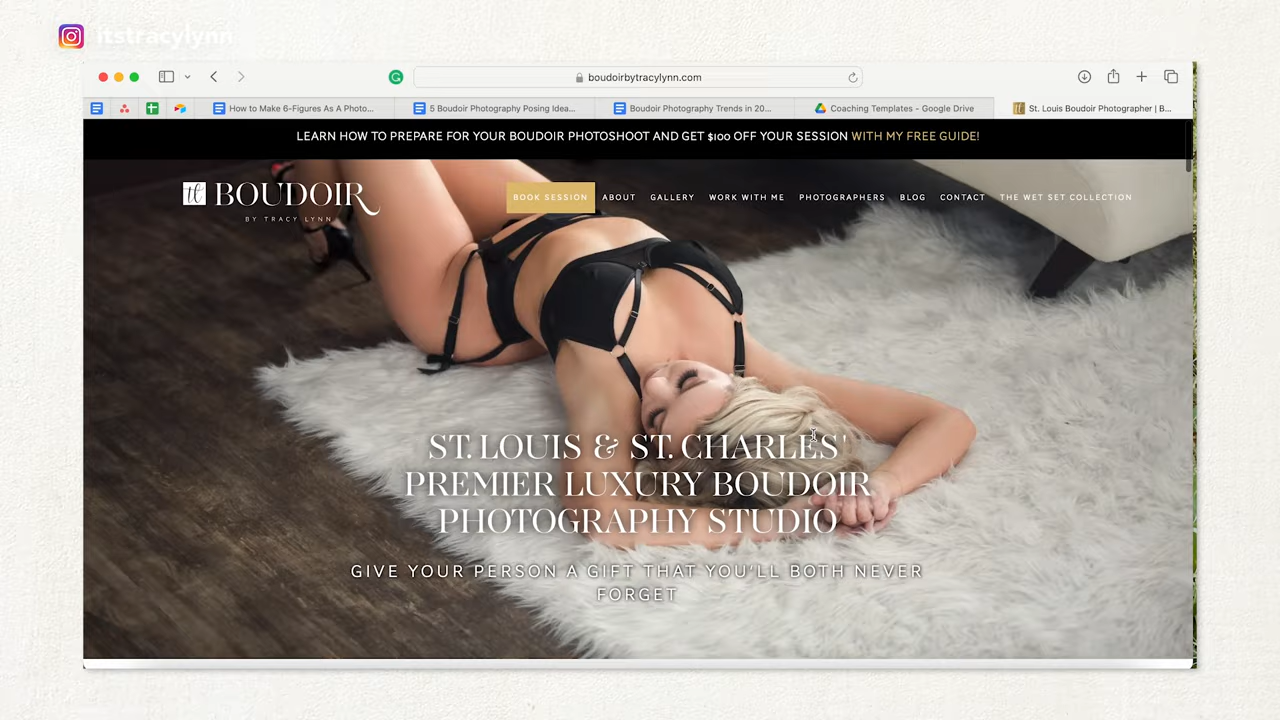 itstracylynn
boudoirbytracylynn.com
How to Make 6-Figures As A Photo...
5 Boudoir Photography Posing Idea...
Boudoir Photography Trends in 20...
Coaching Templates – Google Drive
St. Louis Boudoir Photographer | B...
LEARN HOW TO PREPARE FOR YOUR BOUDOIR PHOTOSHOOT AND GET $100 OFF YOUR SESSION WITH MY FREE GUIDE!
tl BOUDOIR
BY TRACY LYNN
BOOK SESSION ABOUT GALLERY WORK WITH ME PHOTOGRAPHERS BLOG CONTACT THE WET SET COLLECTION
ST. LOUIS & ST. CHARLES'
PREMIER LUXURY BOUDOIR
PHOTOGRAPHY STUDIO
GIVE YOUR PERSON A GIFT THAT YOU'LL BOTH NEVER
FORGET